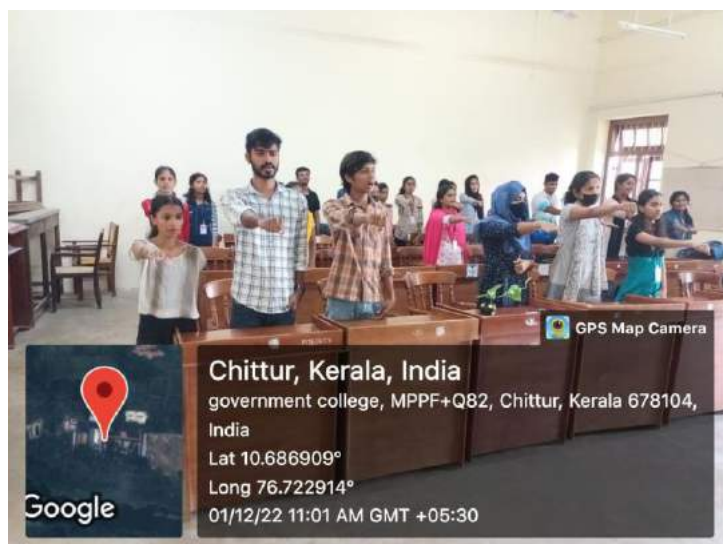 GPS Map Camera
Chittur, Kerala, India
government college, MPPF+Q82, Chittur, Kerala 678104,
India
Lat 10.686909°
Long 76.722914°
01/12/22 11:01 AM GMT +05:30
Google